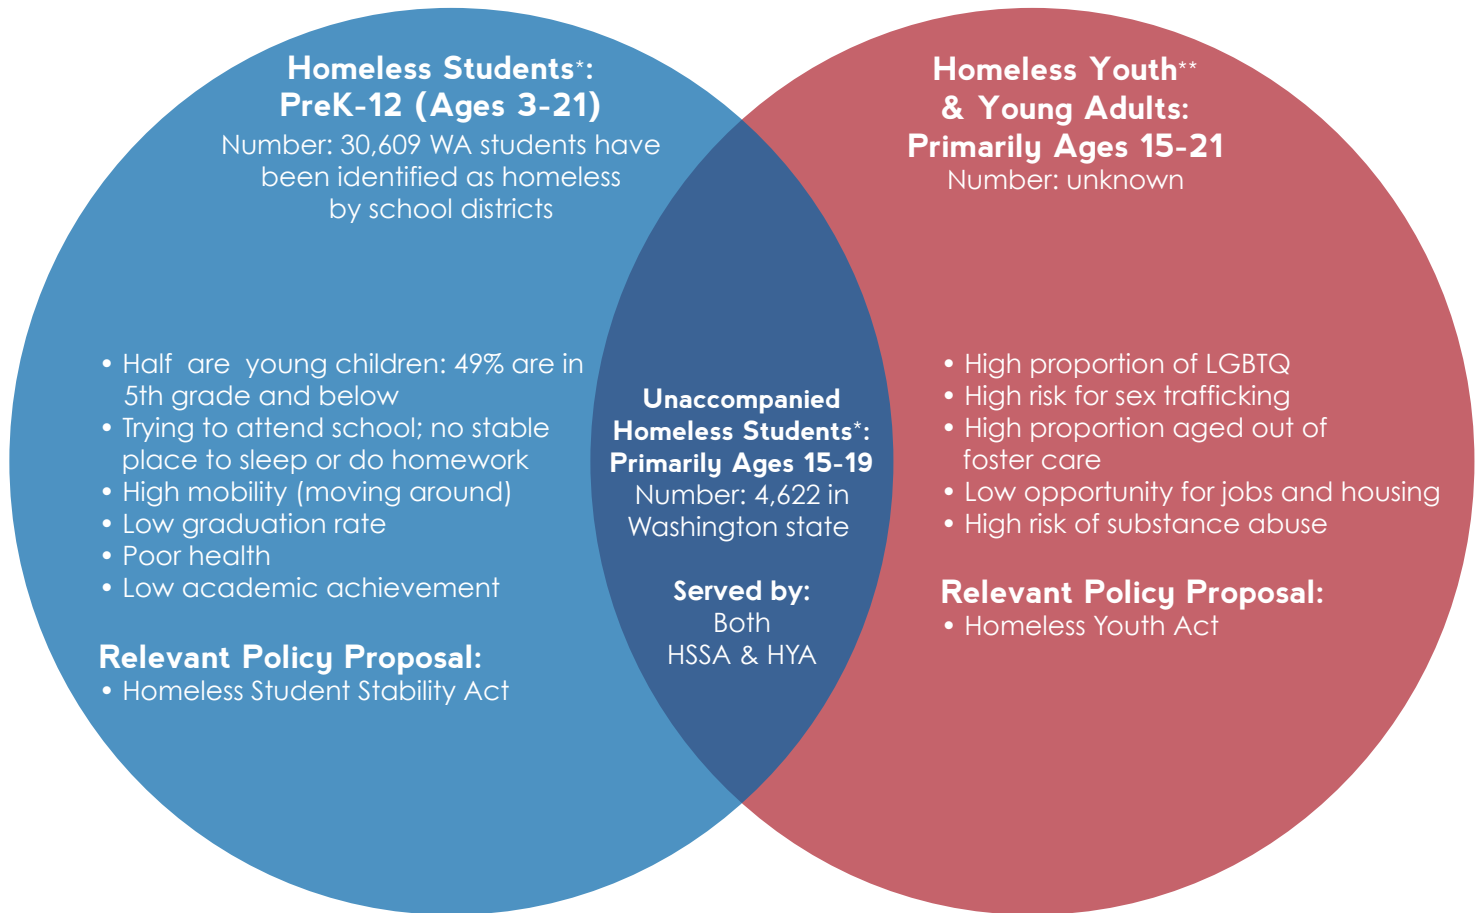 Homeless Students*:
PreK-12 (Ages 3-21)
Number: 30,609 WA students have
been identified as homeless
by school districts
• Half are young children: 49% are in
5th grade and below
• Trying to attend school; no stable
place to sleep or do homework
• High mobility (moving around)
• Low graduation rate
• Poor health
• Low academic achievement
Relevant Policy Proposal:
• Homeless Student Stability Act
Unaccompanied
Homeless Students*:
Primarily Ages 15-19
Number: 4,622 in
Washington state
Served by:
Both
HSSA & HYA
Homeless Youth**
& Young Adults:
Primarily Ages 15-21
Number: unknown
• High proportion of LGBTQ
• High risk for sex trafficking
• High proportion aged out of
foster care
• Low opportunity for jobs and housing
• High risk of substance abuse
Relevant Policy Proposal:
• Homeless Youth Act